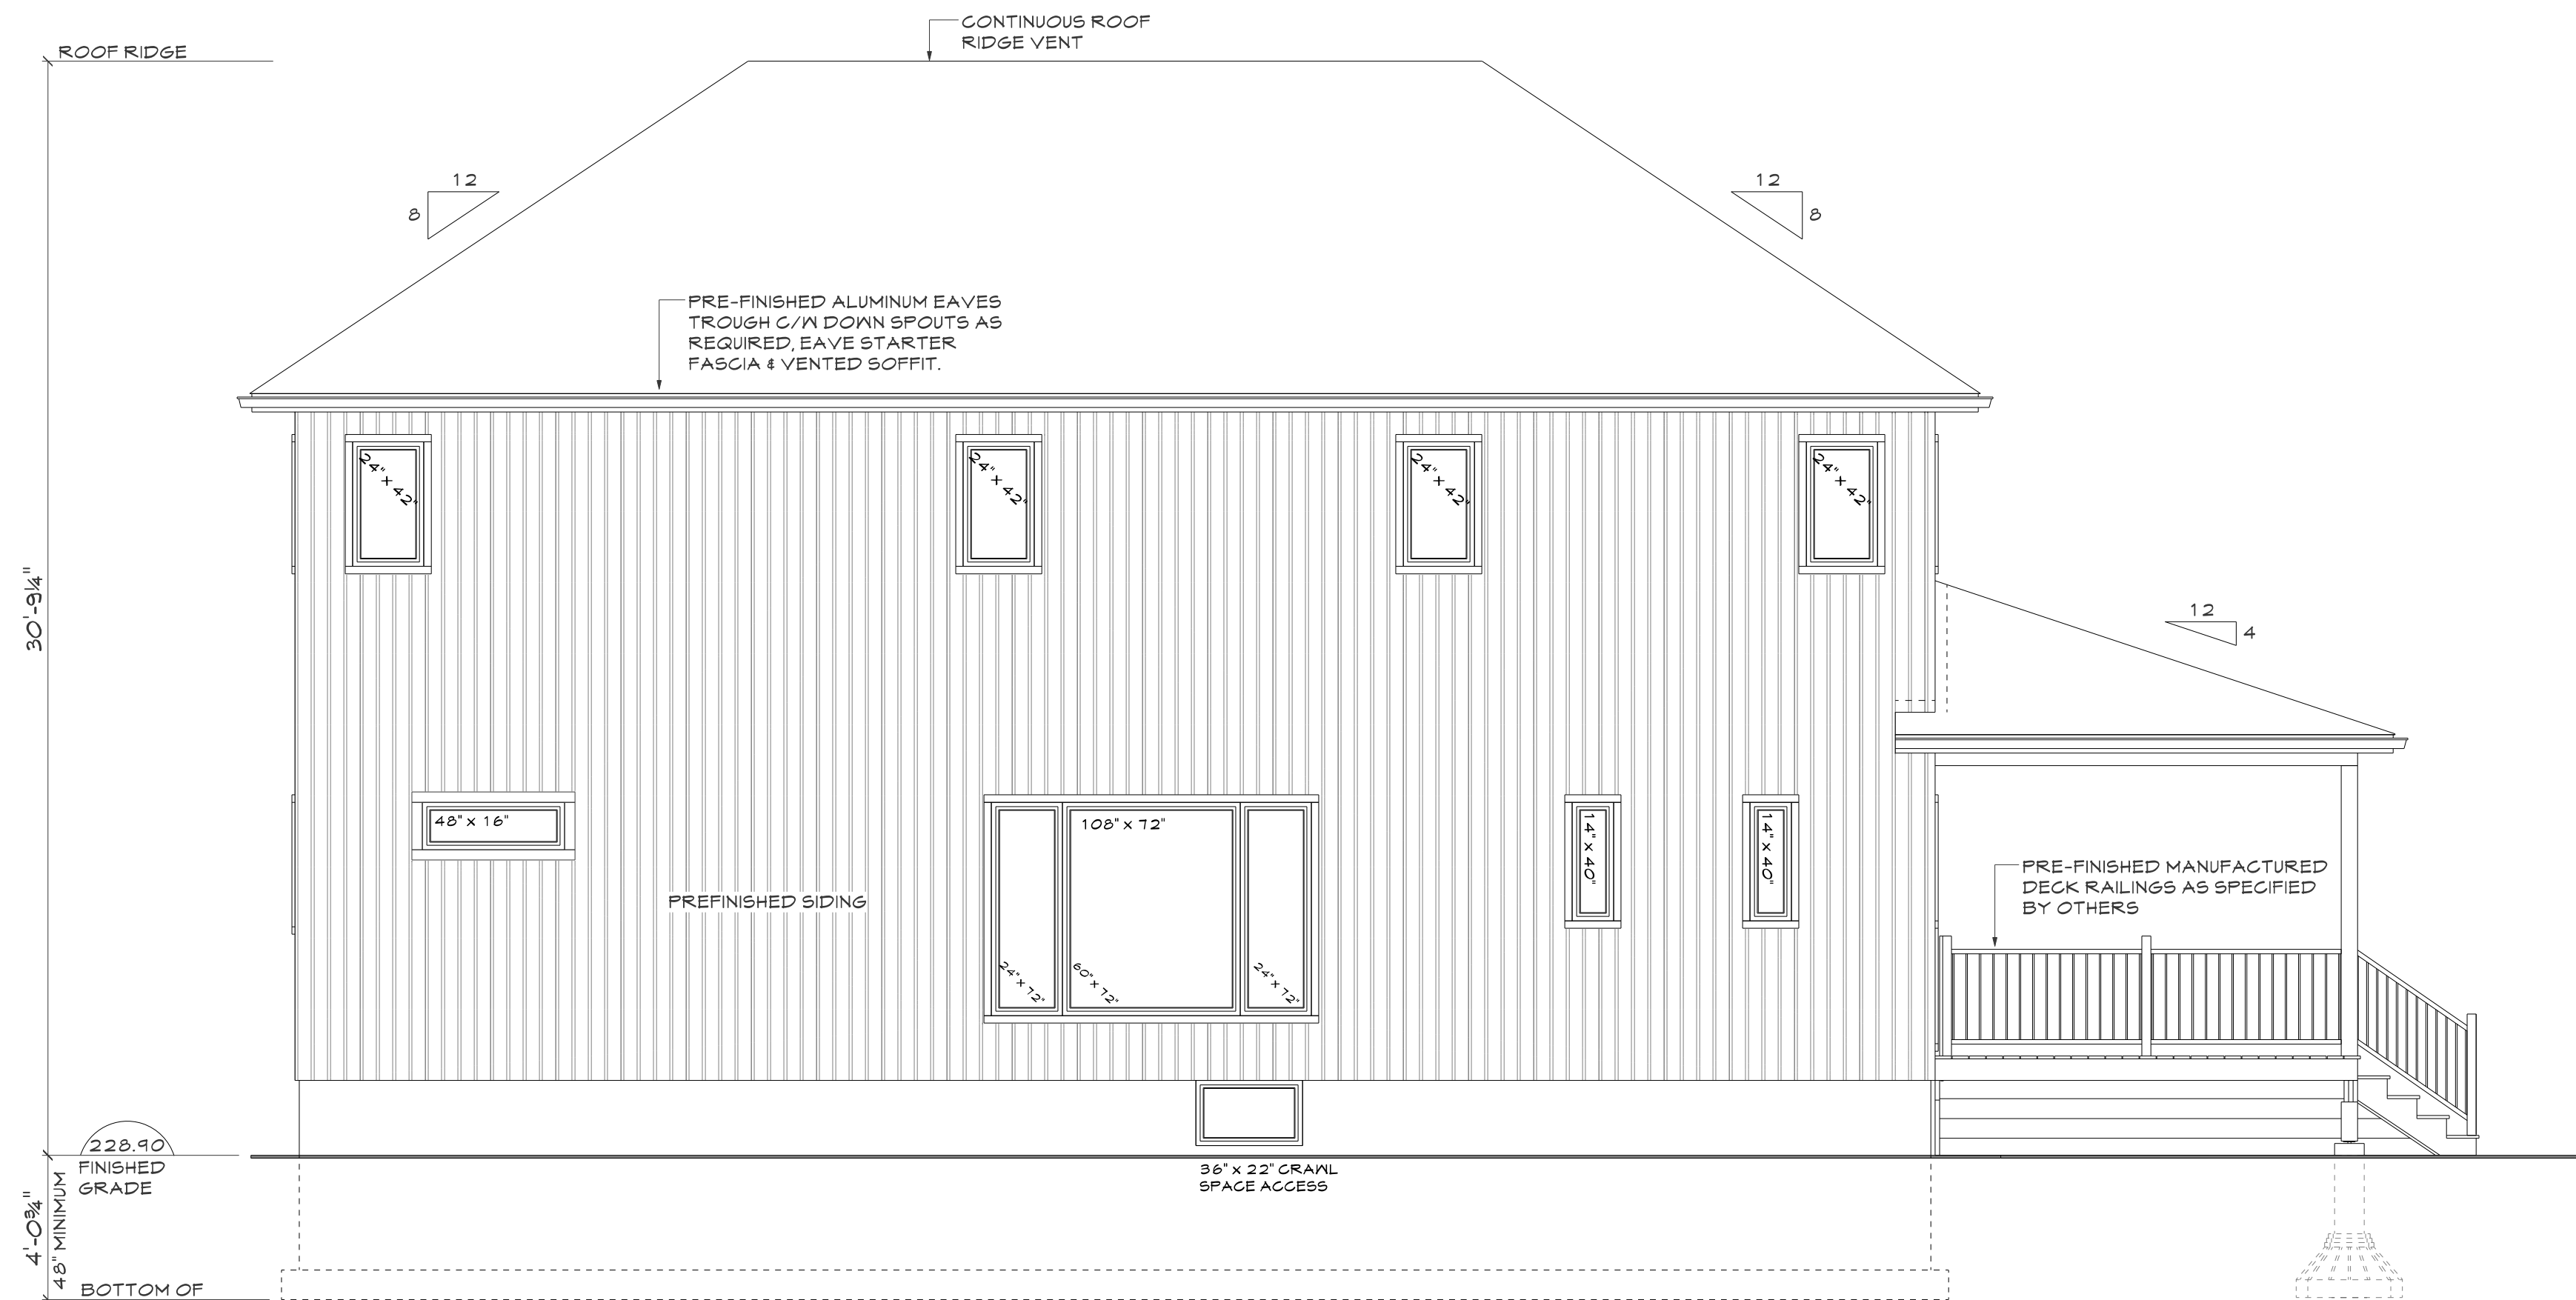 CONTINUOUS ROOF
RIDGE VENT
ROOF RIDGE
12
8
12
8
PRE-FINISHED ALUMINUM EAVES
TROUGH C/W DOWN SPOUTS AS
REQUIRED, EAVE STARTER
FASCIA & VENTED SOFFIT.
24" x 42"
24" x 42"
24" x 42"
24" x 42"
30'-9¼"
12
4
48" x 16"
108" x 72"
14" x 40"
14" x 40"
PRE-FINISHED MANUFACTURED
DECK RAILINGS AS SPECIFIED
BY OTHERS
PREFINISHED SIDING
24" x 72"
60" x 72"
24" x 72"
228.90
FINISHED
GRADE
36" x 22" CRAWL
SPACE ACCESS
4'-0¾"
48" MINIMUM
BOTTOM OF